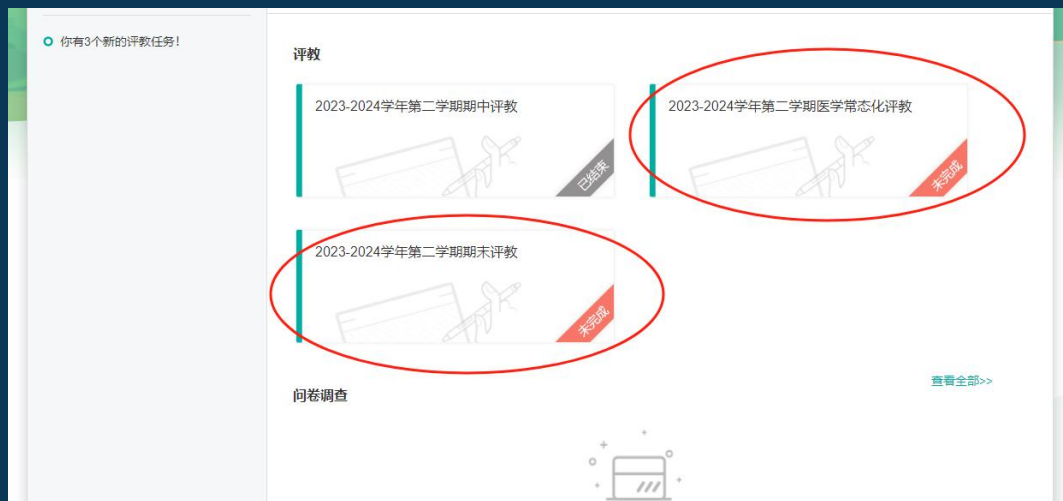 你有3个新的评教任务！
评教
2023-2024学年第二学期期中评教
已结束
2023-2024学年第二学期医学常态化评教
未完成
2023-2024学年第二学期期末评教
未完成
查看全部>>
问卷调查